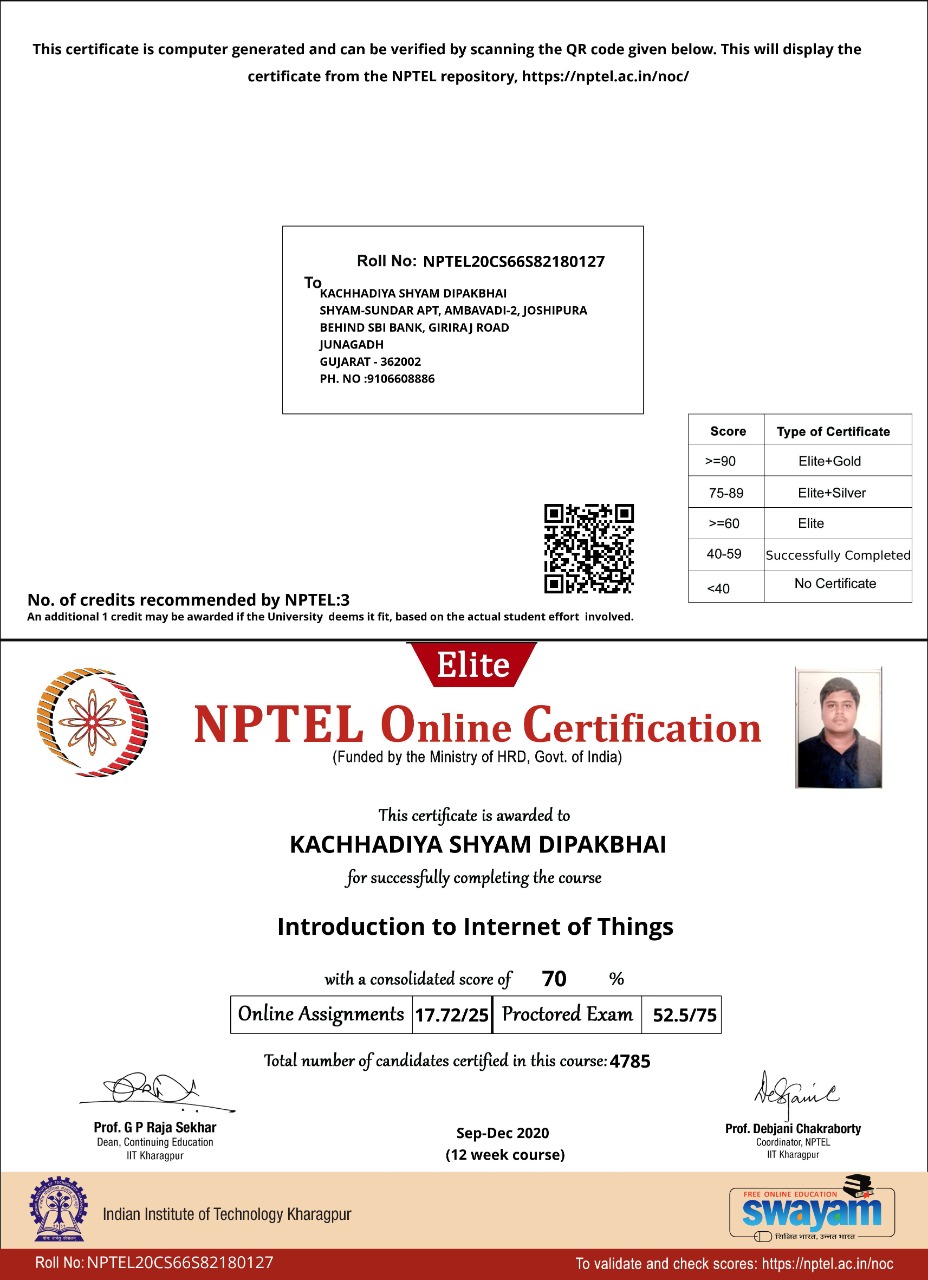 This certificate is computer generated and can be verified by scanning the QR code given below. This will display the
certificate from the NPTEL repository, https://nptel.ac.in/noc/
Roll No: NPTEL20CS66S82180127
To
KACHHADIYA SHYAM DIPAKBHAI
SHYAM-SUNDAR APT, AMBAVADI-2, JOSHIPURA
BEHIND SBI BANK, GIRIRAJ ROAD
JUNAGADH
GUJARAT - 362002
PH. NO :9106608886
Score Type of Certificate
>=90 Elite+Gold
75-89 Elite+Silver
>=60 Elite
40-59 Successfully Completed
<40 No Certificate
No. of credits recommended by NPTEL:3
An additional 1 credit may be awarded if the University deems it fit, based on the actual student effort involved.
Elite
NPTEL Online Certification
(Funded by the Ministry of HRD, Govt. of India)
This certificate is awarded to
KACHHADIYA SHYAM DIPAKBHAI
for successfully completing the course
Introduction to Internet of Things
with a consolidated score of 70 %
Online Assignments 17.72/25 Proctored Exam 52.5/75
Total number of candidates certified in this course: 4785
Prof. G P Raja Sekhar
Dean, Continuing Education
IIT Kharagpur
Sep-Dec 2020
(12 week course)
Prof. Debjani Chakraborty
Coordinator, NPTEL
IIT Kharagpur
Indian Institute of Technology Kharagpur
FREE ONLINE EDUCATION
swayam
शिक्षित भारत, उन्नत भारत
Roll No: NPTEL20CS66S82180127
To validate and check scores: https://nptel.ac.in/noc